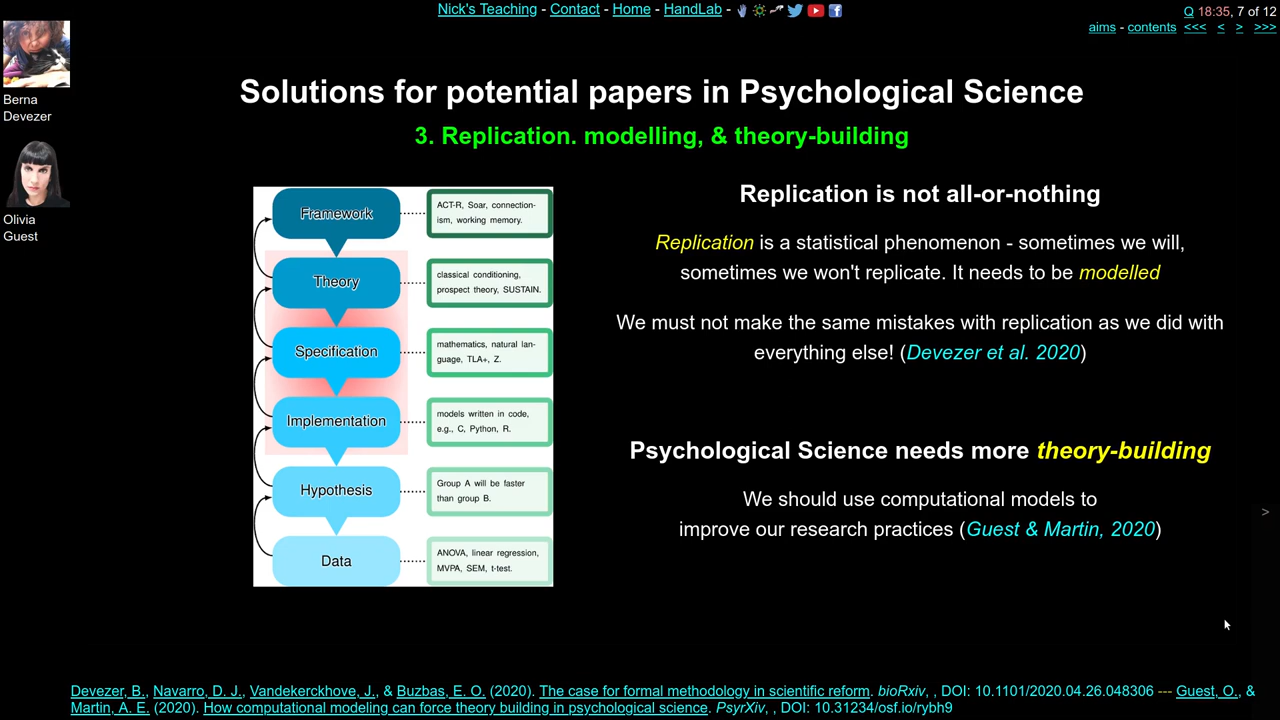 Nick's Teaching - Contact - Home - HandLab -
Q 18:35, 7 of 12
aims - contents <<< < > >>>
Berna
Devezer
Olivia
Guest
Solutions for potential papers in Psychological Science
3. Replication. modelling, & theory-building
Framework
ACT-R, Soar, connection-
ism, working memory.
Theory
classical conditioning,
prospect theory, SUSTAIN.
Specification
mathematics, natural lan-
guage, TLA+, Z.
Implementation
models written in code,
e.g., C, Python, R.
Hypothesis
Group A will be faster
than group B.
Data
ANOVA, linear regression,
MVPA, SEM, t-test.
Replication is not all-or-nothing
Replication is a statistical phenomenon - sometimes we will,
sometimes we won't replicate. It needs to be modelled
We must not make the same mistakes with replication as we did with
everything else! (Devezer et al. 2020)
Psychological Science needs more theory-building
We should use computational models to
improve our research practices (Guest & Martin, 2020)
>
Devezer, B., Navarro, D. J., Vandekerckhove, J., & Buzbas, E. O. (2020). The case for formal methodology in scientific reform. bioRxiv, , DOI: 10.1101/2020.04.26.048306 --- Guest, O., &
Martin, A. E. (2020). How computational modeling can force theory building in psychological science. PsyrXiv, , DOI: 10.31234/osf.io/rybh9